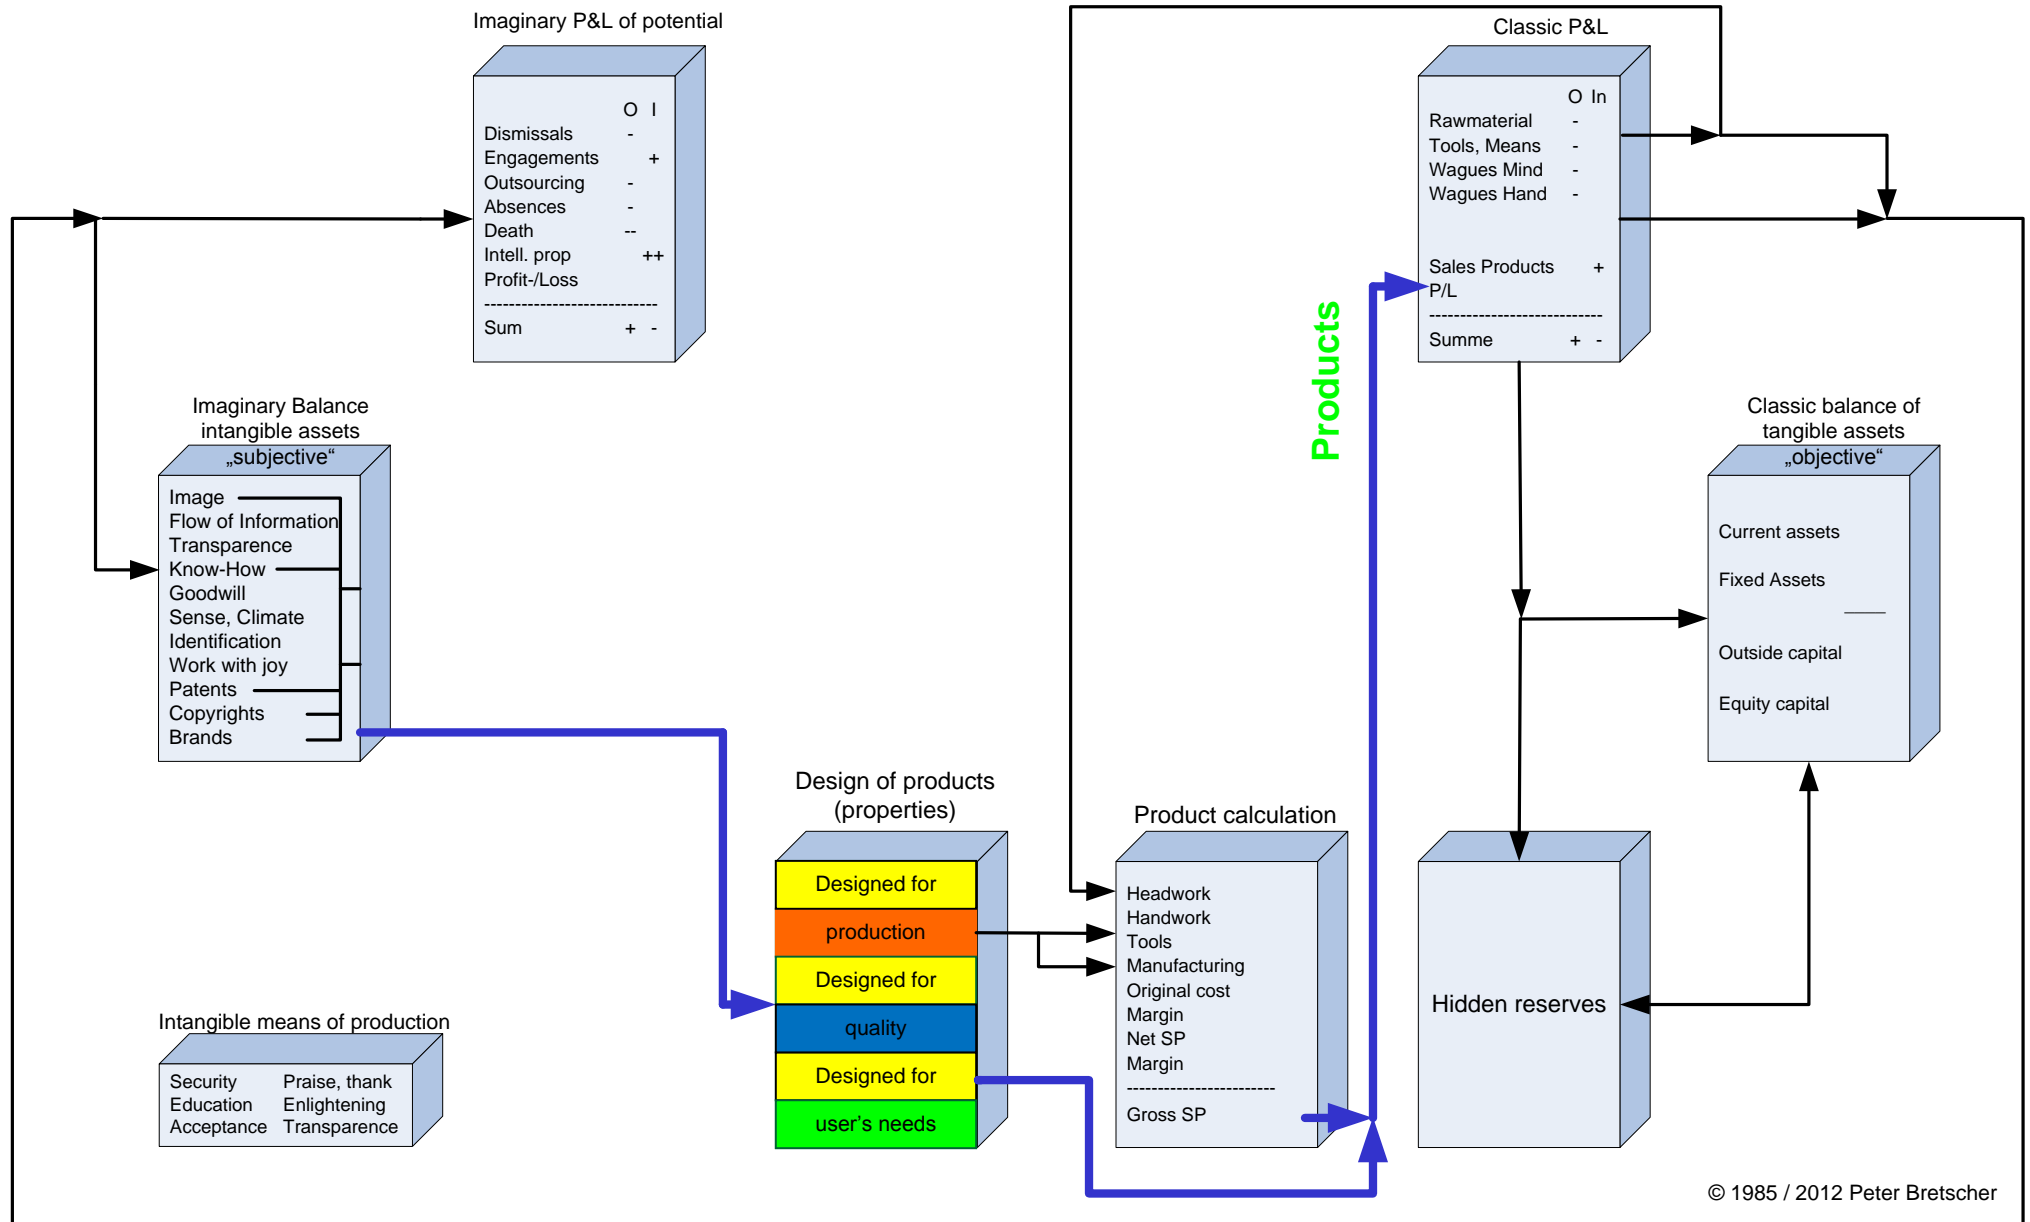 Imaginary P&L of potential
O I
Dismissals -
Engagements +
Outsourcing -
Absences -
Death --
Intell. prop ++
Profit-/Loss
----------------------------
Sum + -
Classic P&L
O In
Rawmaterial -
Tools, Means -
Wagues Mind -
Wagues Hand -
Sales Products +
P/L
----------------------------
Summe + -
Products
Imaginary Balance
intangible assets
„subjective“
Image
Flow of Information
Transparence
Know-How
Goodwill
Sense, Climate
Identification
Work with joy
Patents
Copyrights
Brands
Classic balance of
tangible assets
„objective“
Current assets
Fixed Assets
Outside capital
Equity capital
Design of products
(properties)
Designed for
production
Designed for
quality
Designed for
user's needs
Product calculation
Headwork
Handwork
Tools
Manufacturing
Original cost
Margin
Net SP
Margin
------------------------
Gross SP
Hidden reserves
Intangible means of production
Security Praise, thank
Education Enlightening
Acceptance Transparence
© 1985 / 2012 Peter Bretscher